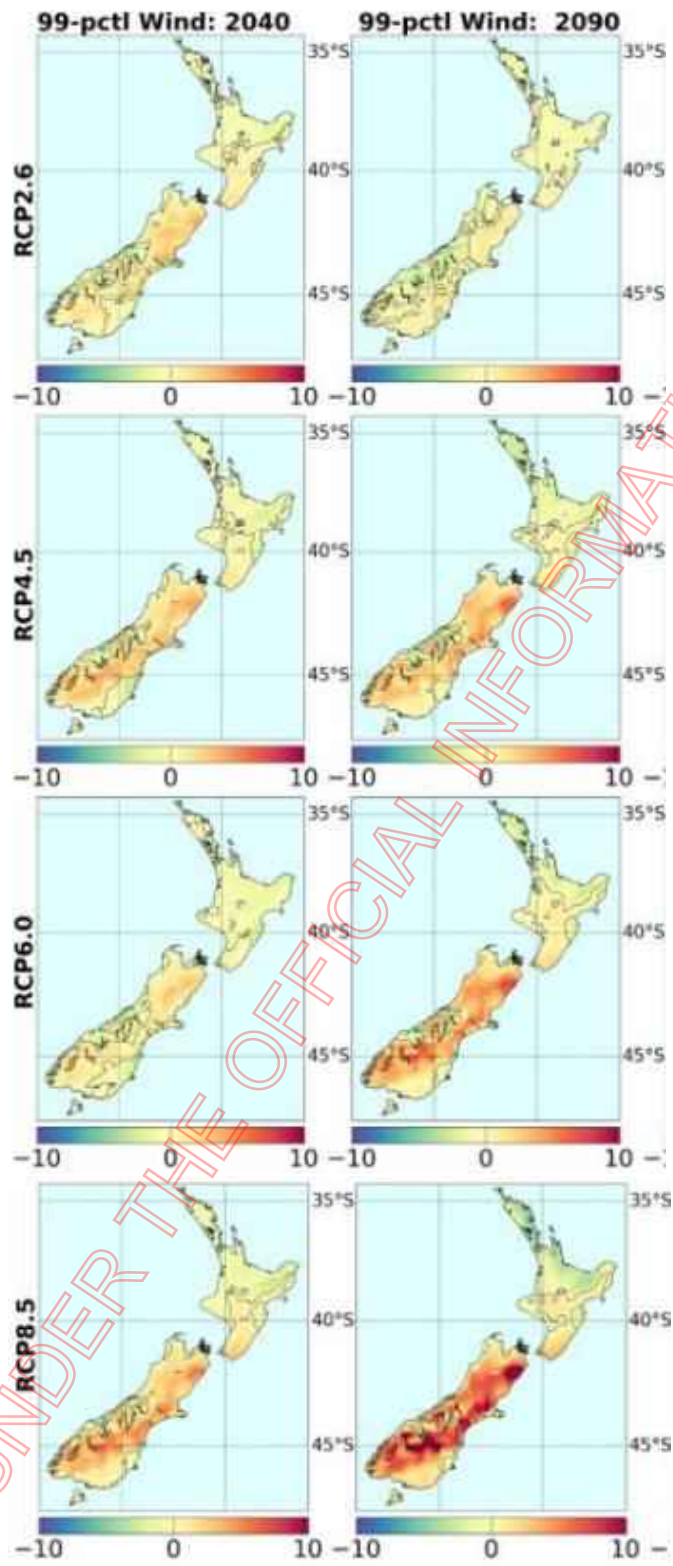 99-pctl Wind: 2040 99-pctl Wind: 2090
35°S 35°S
RCP2.6
40°S 40°S
45°S 45°S
−10 0 10 −10 0 10 −
35°S 35°S
RCP4.5
40°S 40°S
45°S 45°S
−10 0 10 −10 0 10 −
35°S 35°S
RCP6.0
40°S 40°S
45°S 45°S
−10 0 10 −10 0 10 −
35°S 35°S
RCP8.5
40°S 40°S
45°S 45°S
−10 0 10 −10 0 10 −
UNDER THE OFFICIAL INFORMAT